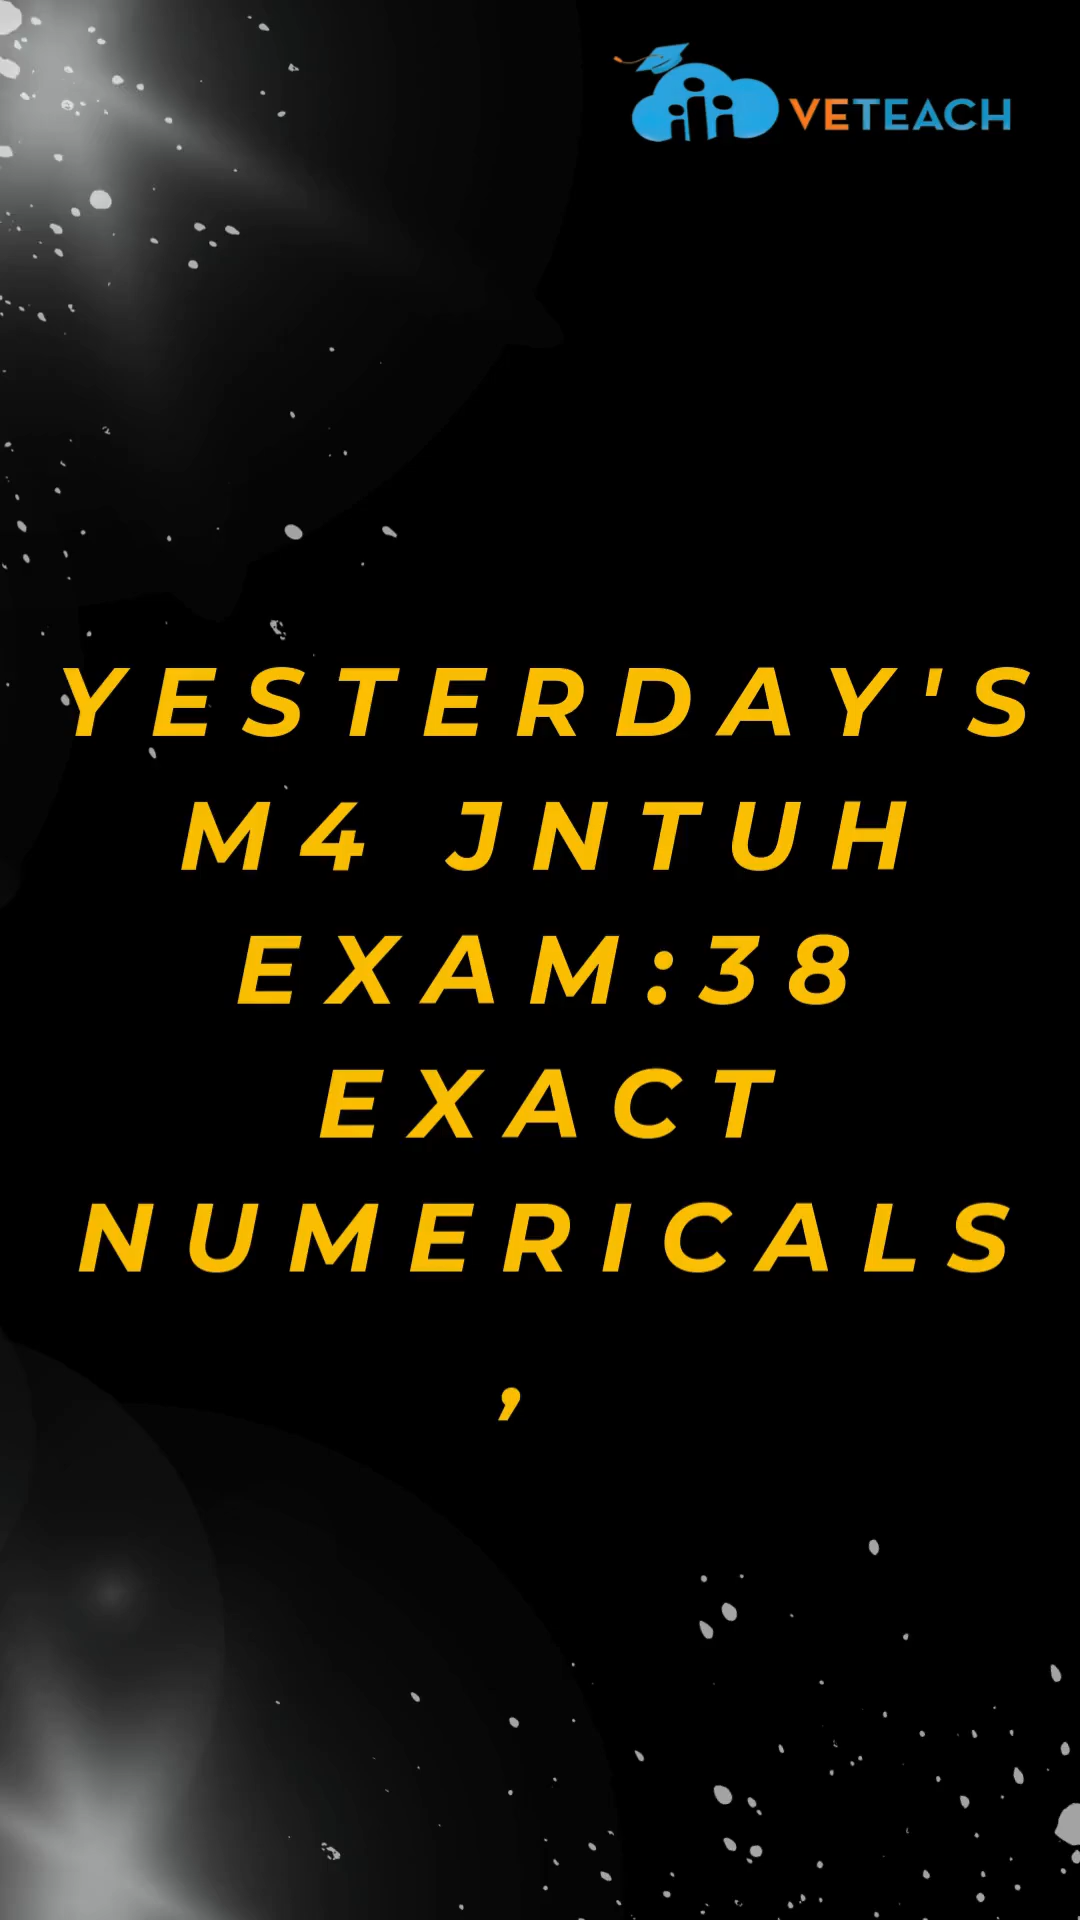 VETEACH
YESTERDAY'S
M4 JNTUH
EXAM:38
EXACT
NUMERICALS
,